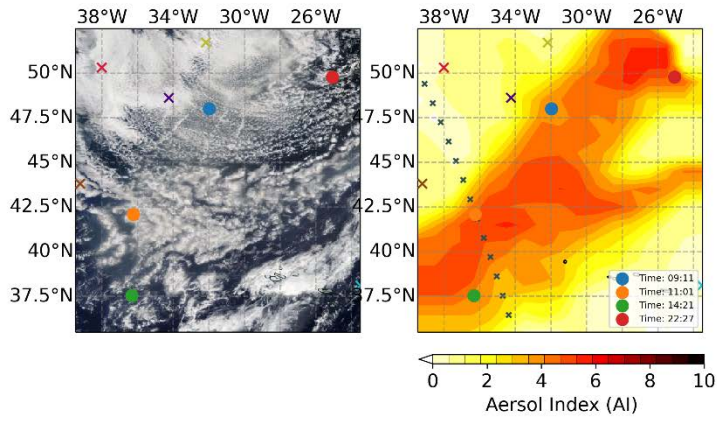 38°W 34°W 30°W 26°W
38°W 34°W 30°W 26°W
50°N
47.5°N
45°N
42.5°N
40°N
37.5°N
50°N
47.5°N
45°N
42.5°N
40°N
37.5°N
Time: 09:11
Time: 11:01
Time: 14:21
Time: 22:27
0 2 4 6 8 10
Aersol Index (AI)